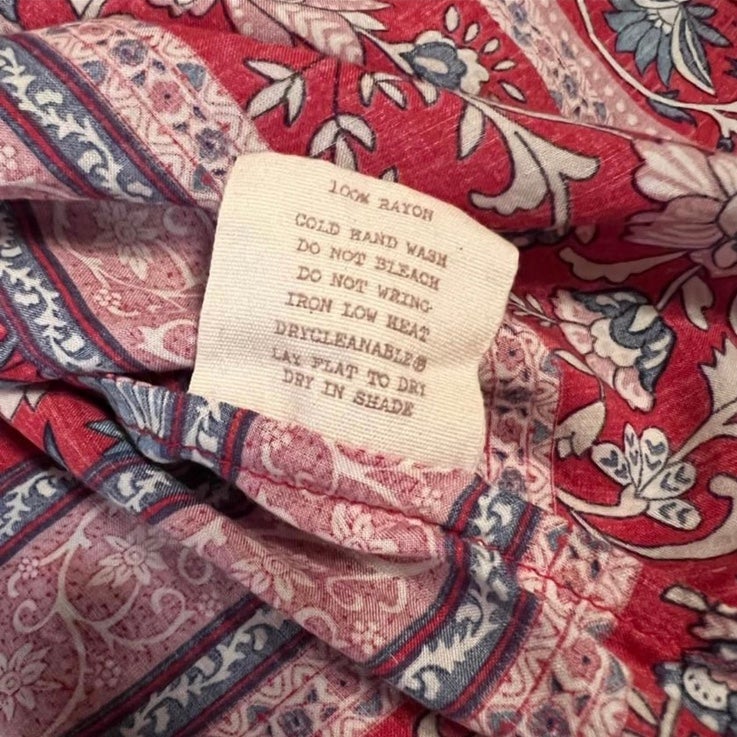 100% RAYON
COLD HAND WASH
DO NOT BLEACH
DO NOT WRING
IRON LOW HEAT
DRYCLEANABLE Ⓟ
LAY FLAT TO DRY
DRY IN SHADE